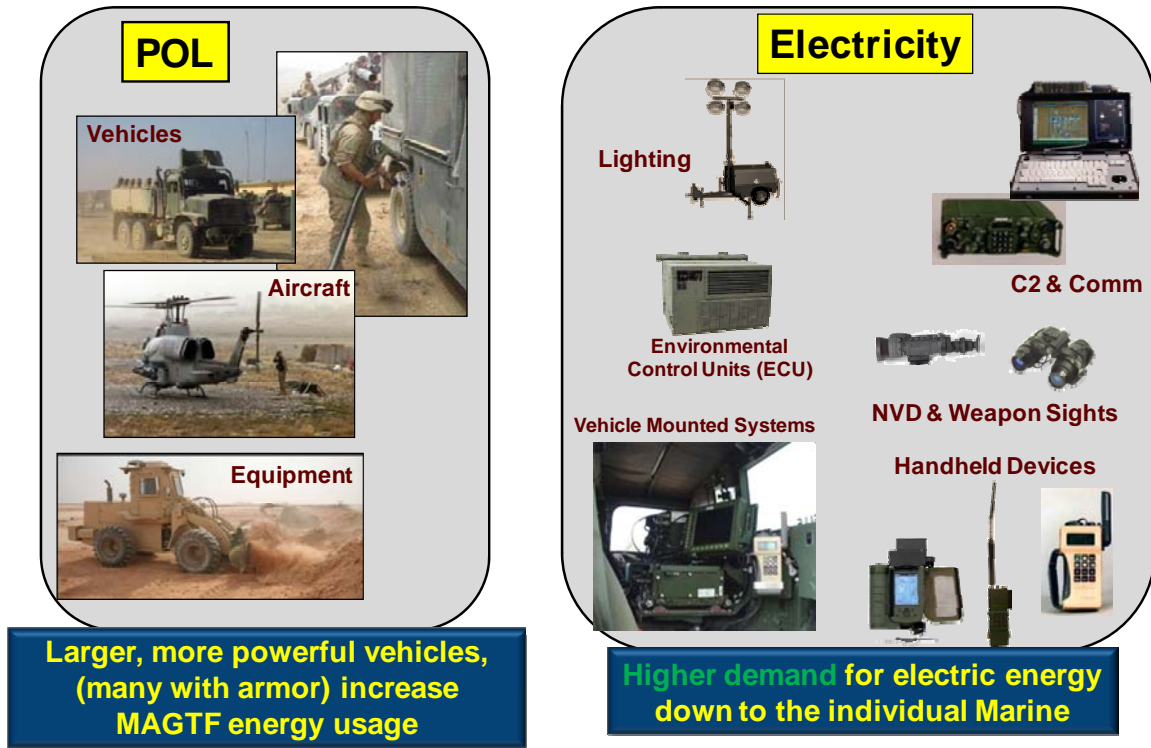 POL
Vehicles
Aircraft
Equipment
Larger, more powerful vehicles,
(many with armor) increase
MAGTF energy usage
Electricity
Lighting
C2 & Comm
Environmental
Control Units (ECU)
NVD & Weapon Sights
Vehicle Mounted Systems
Handheld Devices
Higher demand for electric energy
down to the individual Marine